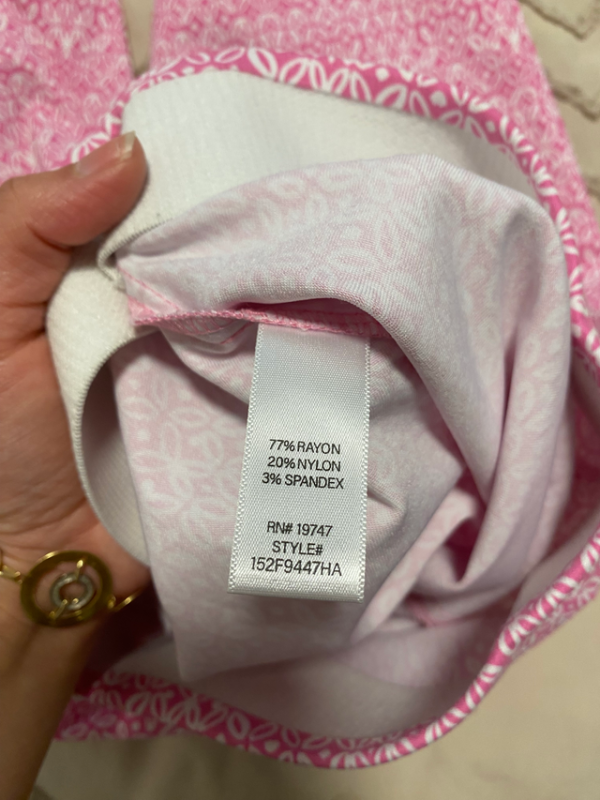 77% RAYON
20% NYLON
3% SPANDEX
RN# 19747
STYLE#
152F9447HA